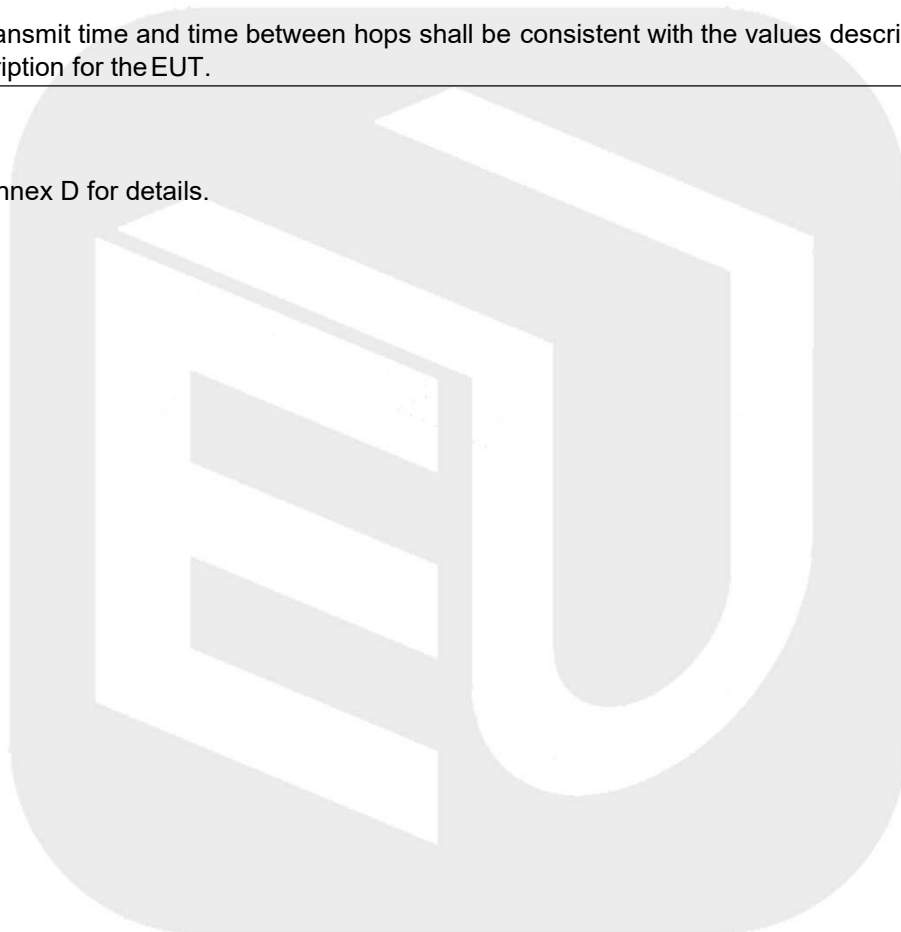 ansmit time and time between hops shall be consistent with the values descri
iption for the EUT.
nnex D for details.
EU